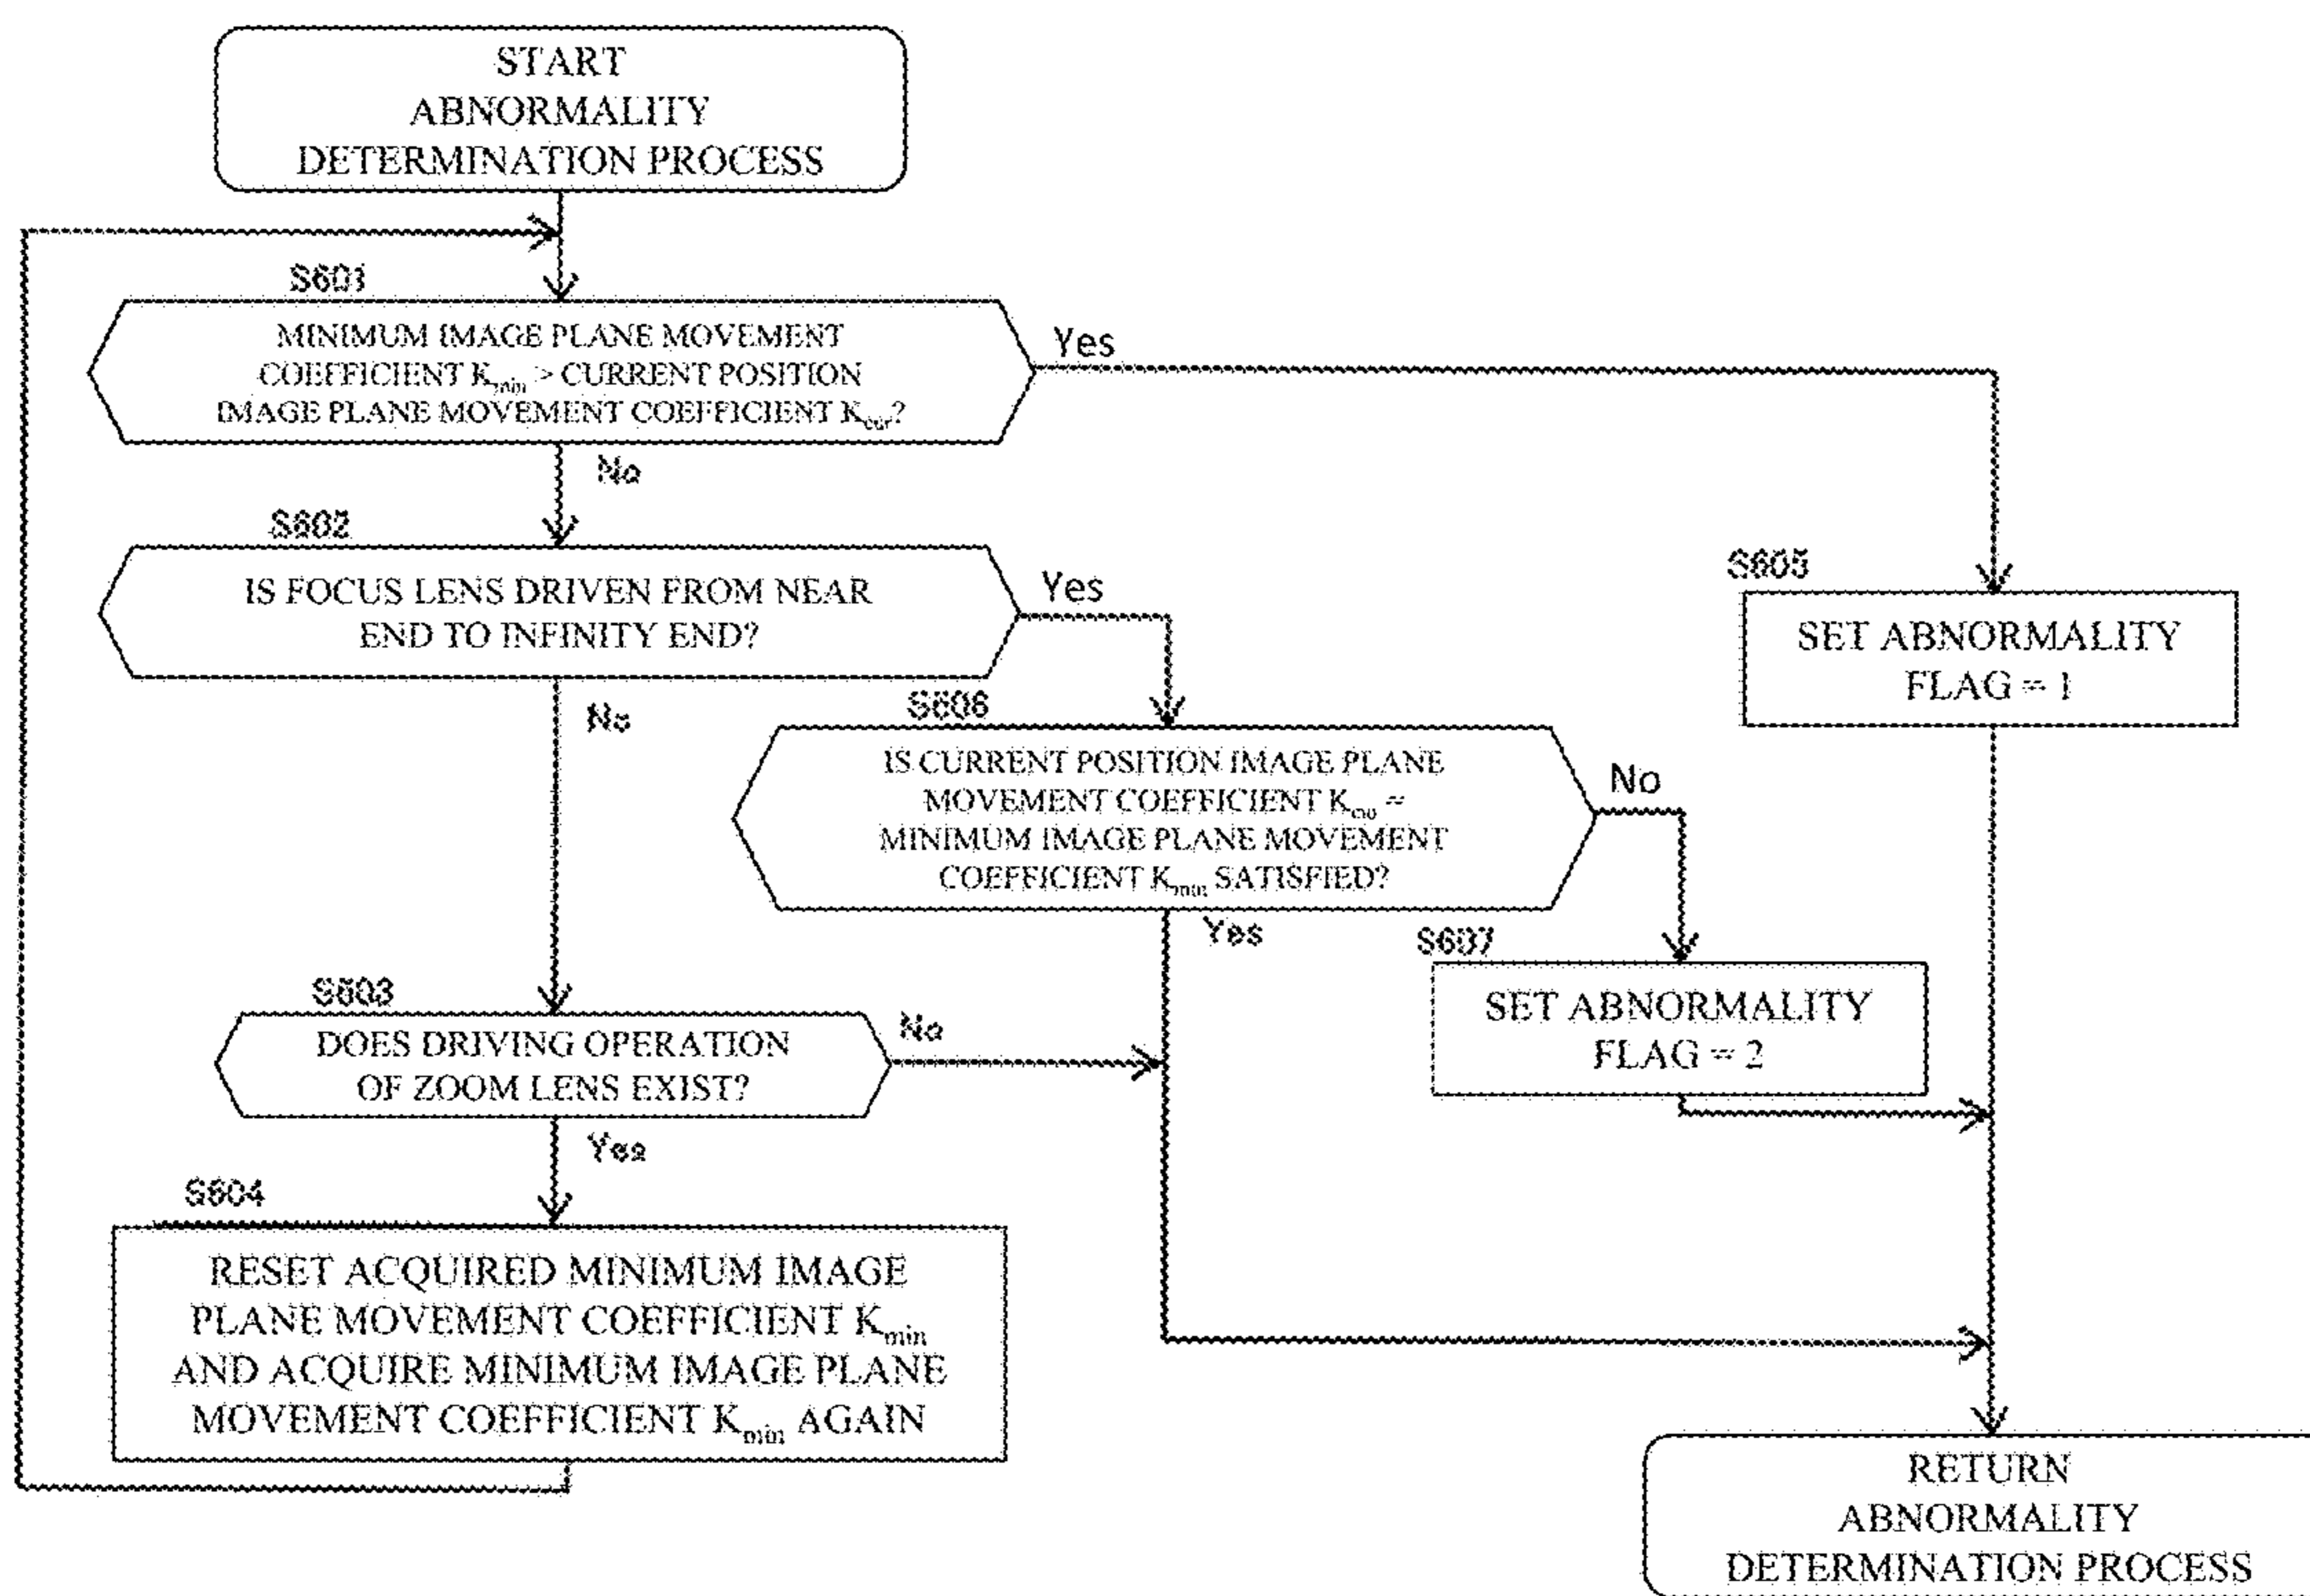 START
ABNORMALITY
DETERMINATION PROCESS
S601
MINIMUM IMAGE PLANE MOVEMENT
COEFFICIENT Kmin > CURRENT POSITION
IMAGE PLANE MOVEMENT COEFFICIENT Kcur?
Yes
No
S602
IS FOCUS LENS DRIVEN FROM NEAR
END TO INFINITY END?
Yes
No
S605
SET ABNORMALITY
FLAG = 1
S606
IS CURRENT POSITION IMAGE PLANE
MOVEMENT COEFFICIENT Kcur =
MINIMUM IMAGE PLANE MOVEMENT
COEFFICIENT Kmin SATISFIED?
No
Yes
S607
SET ABNORMALITY
FLAG = 2
S603
DOES DRIVING OPERATION
OF ZOOM LENS EXIST?
No
Yes
S604
RESET ACQUIRED MINIMUM IMAGE
PLANE MOVEMENT COEFFICIENT Kmin
AND ACQUIRE MINIMUM IMAGE PLANE
MOVEMENT COEFFICIENT Kmin AGAIN
RETURN
ABNORMALITY
DETERMINATION PROCESS